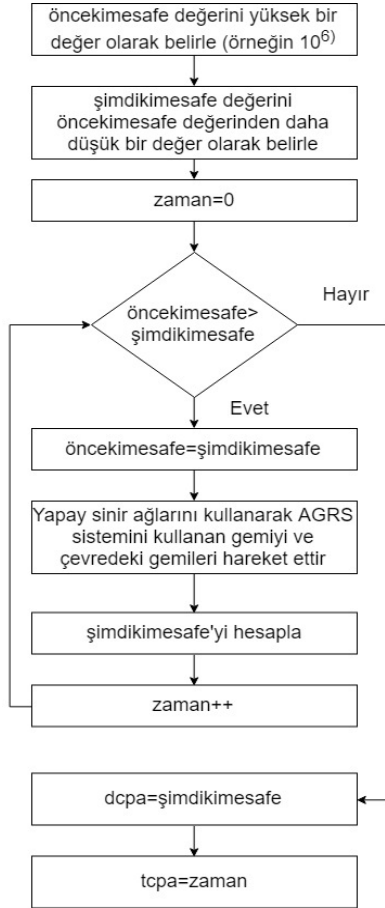 öncekimesafe değerini yüksek bir
değer olarak belirle (örneğin 10⁶⁾
şimdikimesafe değerini
öncekimesafe değerinden daha
düşük bir değer olarak belirle
zaman=0
öncekimesafe>
şimdikimesafe
Hayır
Evet
öncekimesafe=şimdikimesafe
Yapay sinir ağlarını kullanarak AGRS
sistemini kullanan gemiyi ve
çevredeki gemileri hareket ettir
şimdikimesafe'yi hesapla
zaman++
dcpa=şimdikimesafe
tcpa=zaman